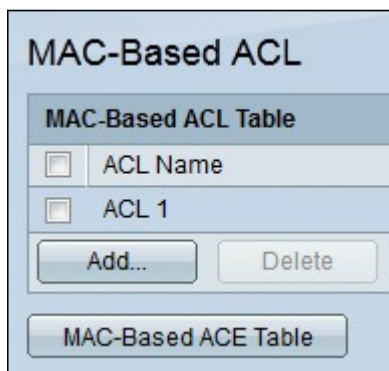 MAC-Based ACL
MAC-Based ACL Table
ACL Name
ACL 1
Add... Delete
MAC-Based ACE Table